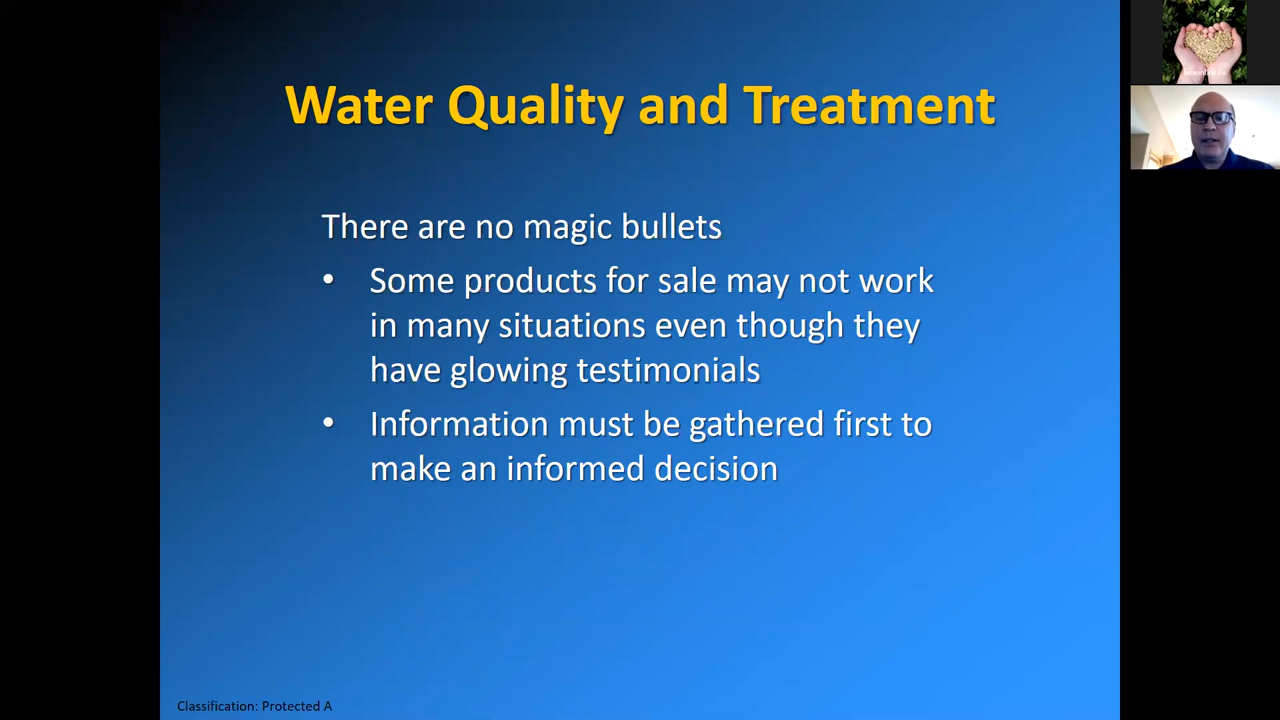 Water Quality and Treatment
There are no magic bullets
• Some products for sale may not work
in many situations even though they
have glowing testimonials
• Information must be gathered first to
make an informed decision
Classification: Protected A